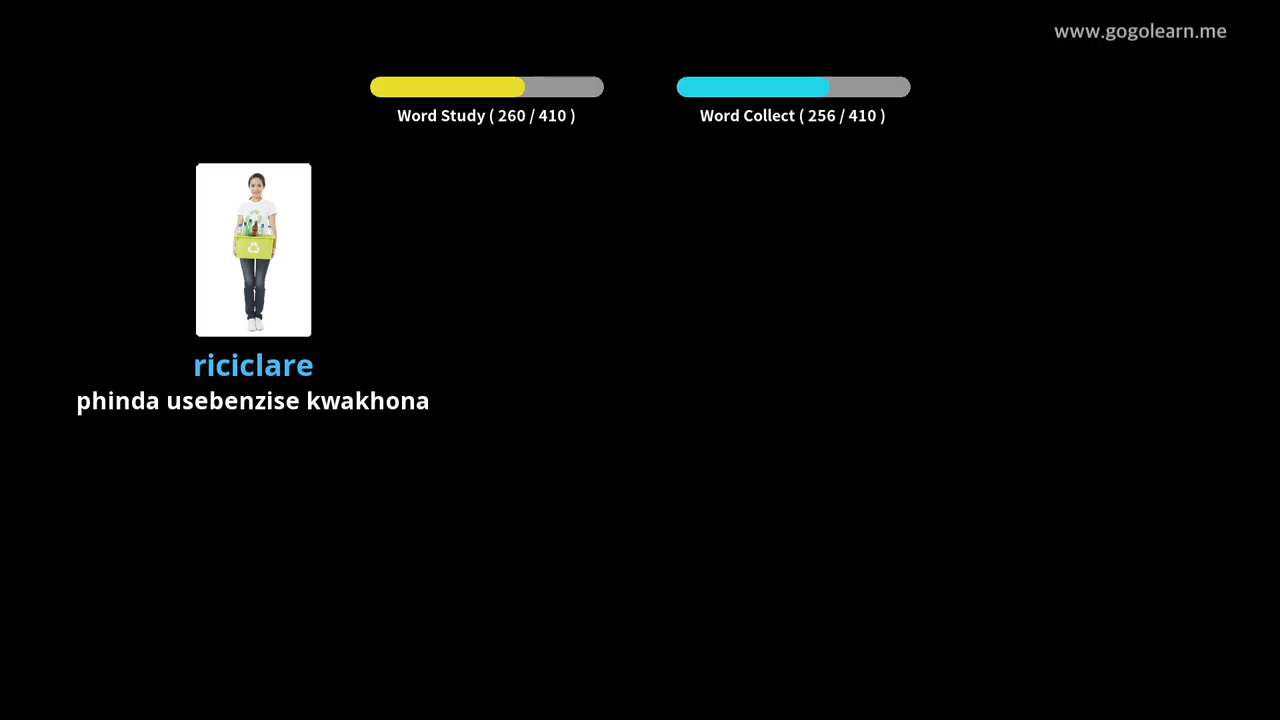 www.gogolearn.me
Word Study ( 260 / 410 )
Word Collect ( 256 / 410 )
riciclare
phinda usebenzise kwakhona